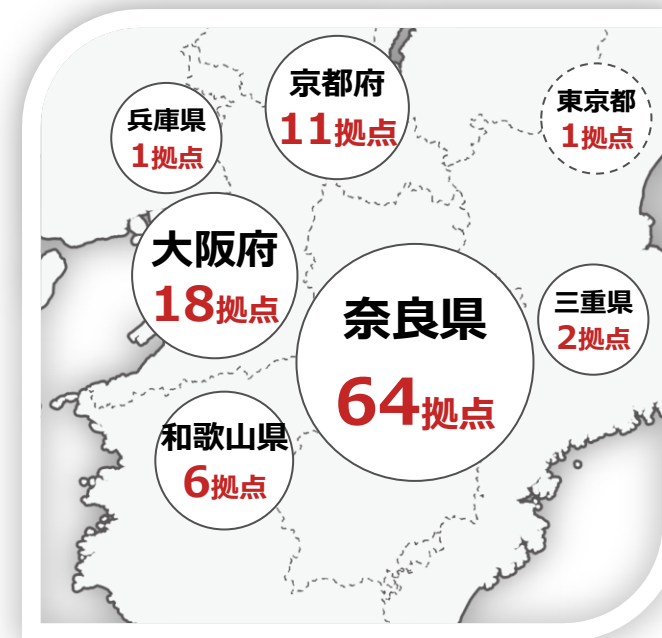 京都府
11拠点
東京都
1拠点
兵庫県
1拠点
大阪府
18拠点
奈良県
64拠点
三重県
2拠点
和歌山県
6拠点